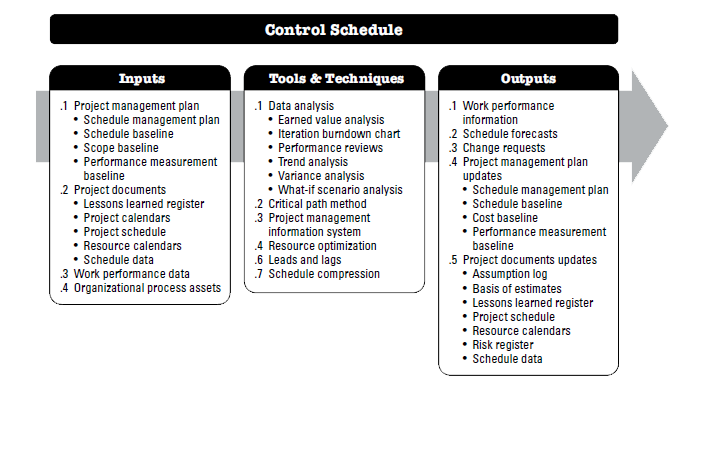 Control Schedule
Inputs
.1 Project management plan
• Schedule management plan
• Schedule baseline
• Scope baseline
• Performance measurement
baseline
.2 Project documents
• Lessons learned register
• Project calendars
• Project schedule
• Resource calendars
• Schedule data
.3 Work performance data
.4 Organizational process assets
Tools & Techniques
.1 Data analysis
• Earned value analysis
• Iteration burndown chart
• Performance reviews
• Trend analysis
• Variance analysis
• What-if scenario analysis
.2 Critical path method
.3 Project management
information system
.4 Resource optimization
.6 Leads and lags
.7 Schedule compression
Outputs
.1 Work performance
information
.2 Schedule forecasts
.3 Change requests
.4 Project management plan
updates
• Schedule management plan
• Schedule baseline
• Cost baseline
• Performance measurement
baseline
.5 Project documents updates
• Assumption log
• Basis of estimates
• Lessons learned register
• Project schedule
• Resource calendars
• Risk register
• Schedule data